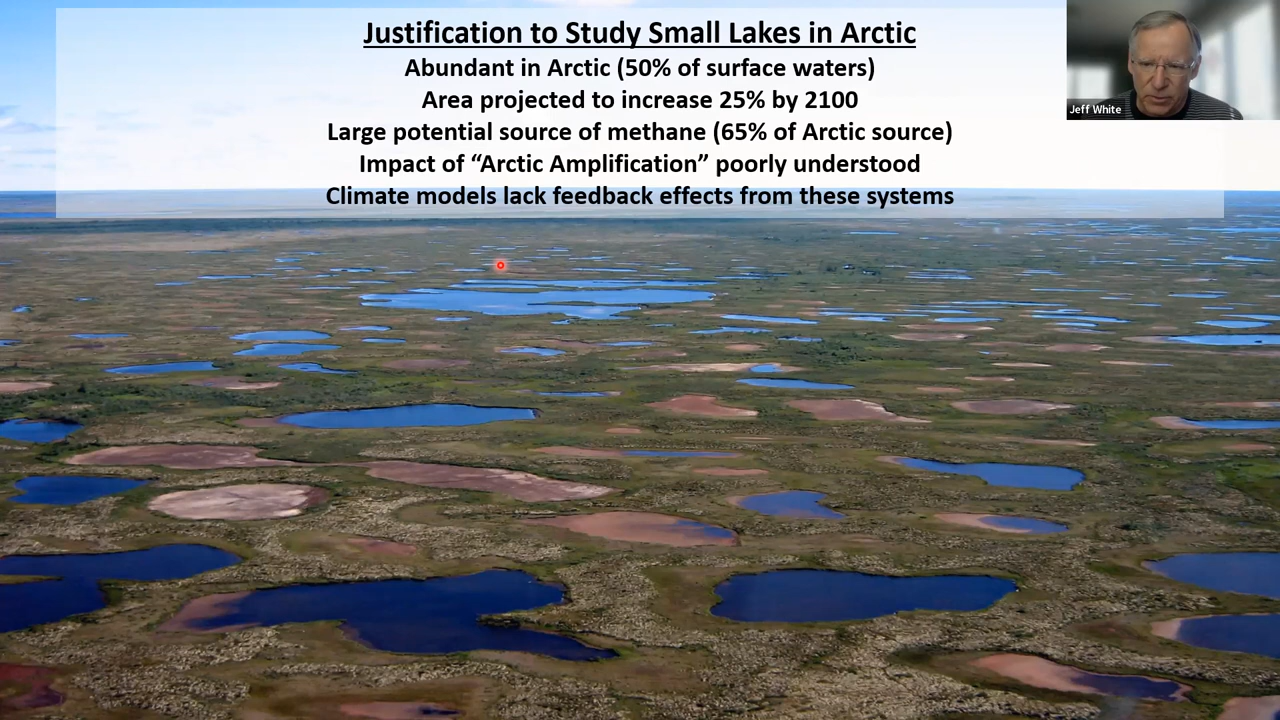 Justification to Study Small Lakes in Arctic
Abundant in Arctic (50% of surface waters)
Area projected to increase 25% by 2100
Large potential source of methane (65% of Arctic source)
Impact of “Arctic Amplification” poorly understood
Climate models lack feedback effects from these systems
Jeff White